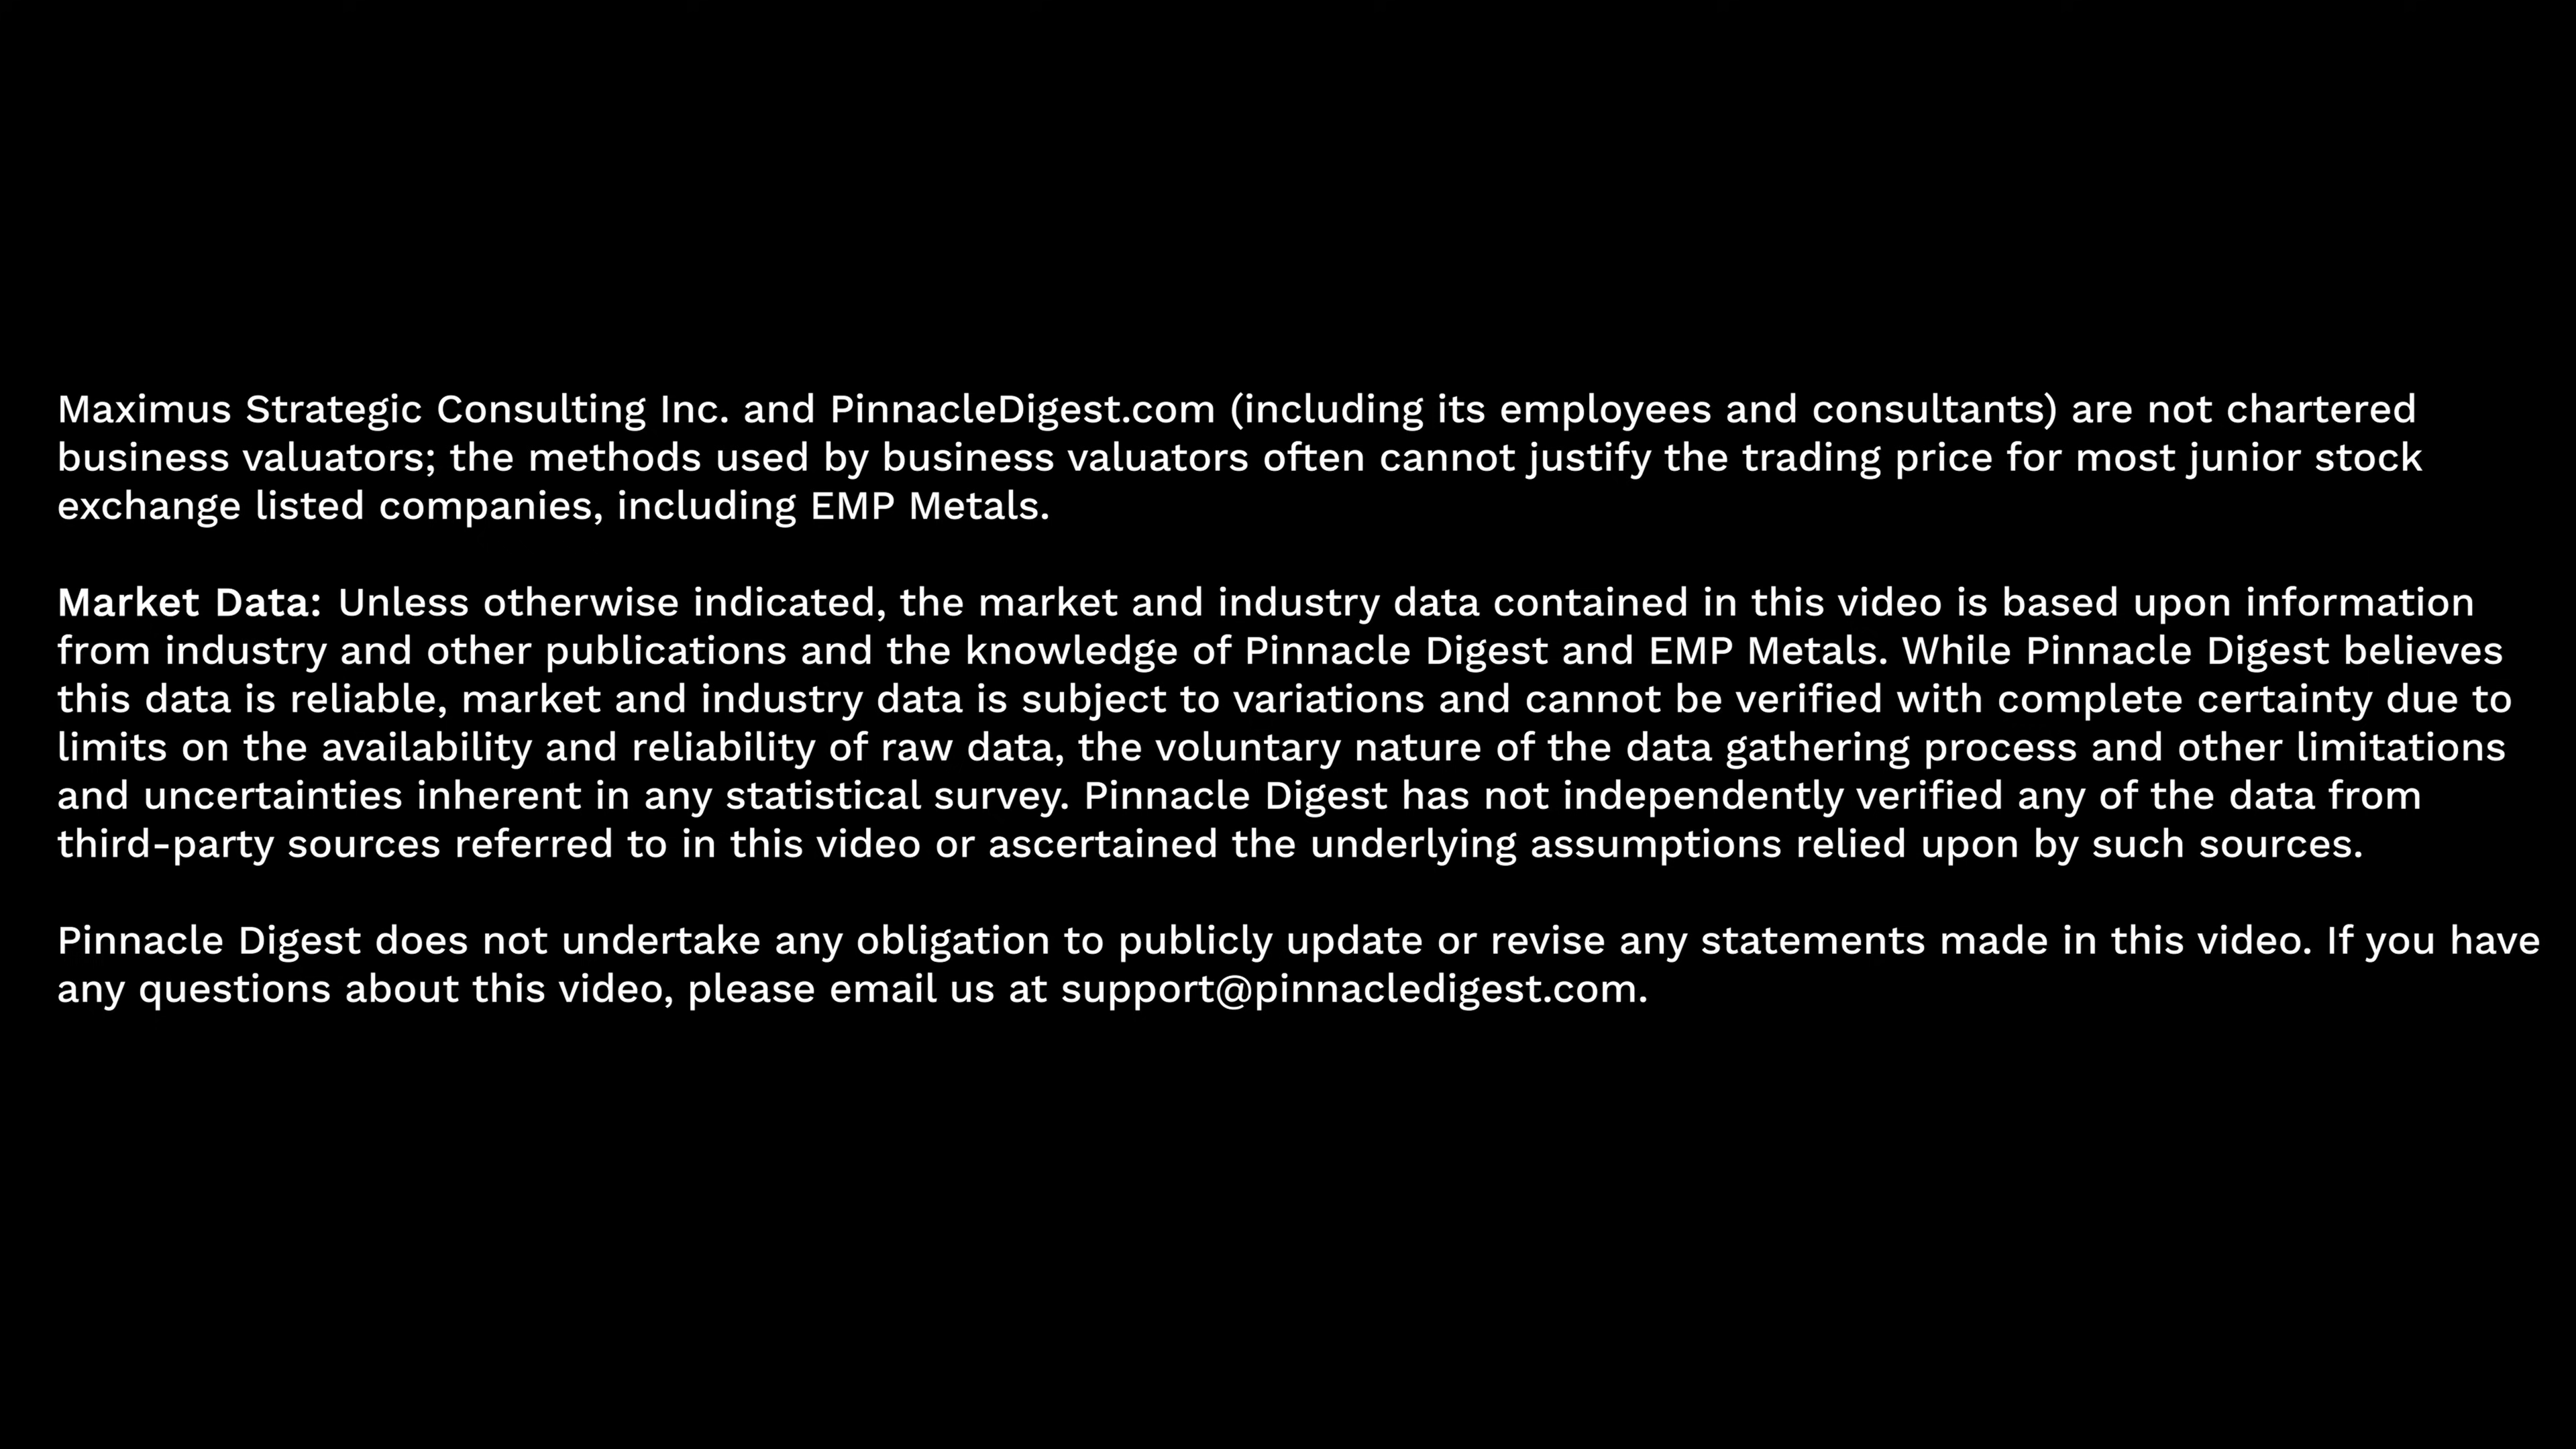 Maximus Strategic Consulting Inc. and PinnacleDigest.com (including its employees and consultants) are not chartered
business valuators; the methods used by business valuators often cannot justify the trading price for most junior stock
exchange listed companies, including EMP Metals.
Market Data: Unless otherwise indicated, the market and industry data contained in this video is based upon information
from industry and other publications and the knowledge of Pinnacle Digest and EMP Metals. While Pinnacle Digest believes
this data is reliable, market and industry data is subject to variations and cannot be verified with complete certainty due to
limits on the availability and reliability of raw data, the voluntary nature of the data gathering process and other limitations
and uncertainties inherent in any statistical survey. Pinnacle Digest has not independently verified any of the data from
third-party sources referred to in this video or ascertained the underlying assumptions relied upon by such sources.
Pinnacle Digest does not undertake any obligation to publicly update or revise any statements made in this video. If you have
any questions about this video, please email us at support@pinnacledigest.com.